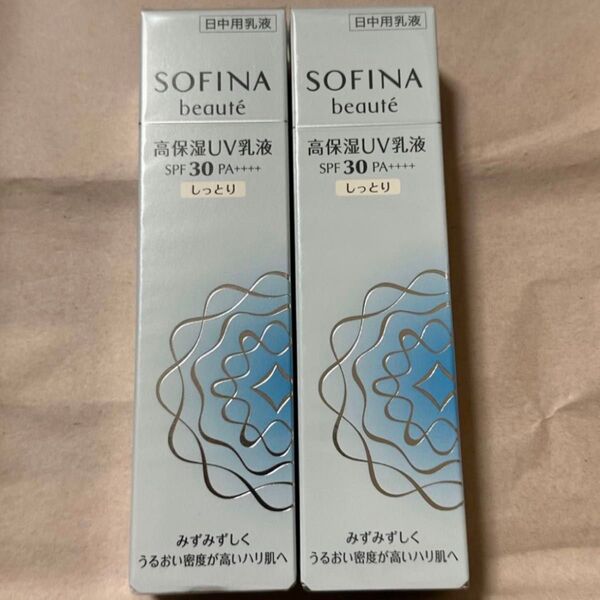 日中用乳液
SOFINA
beauté
高保湿UV乳液
SPF 30 PA++++
しっとり
みずみずしく
うるおい密度が高いハリ肌へ
日中用乳液
SOFINA
beauté
高保湿UV乳液
SPF 30 PA++++
しっとり
みずみずしく
うるおい密度が高いハリ肌へ